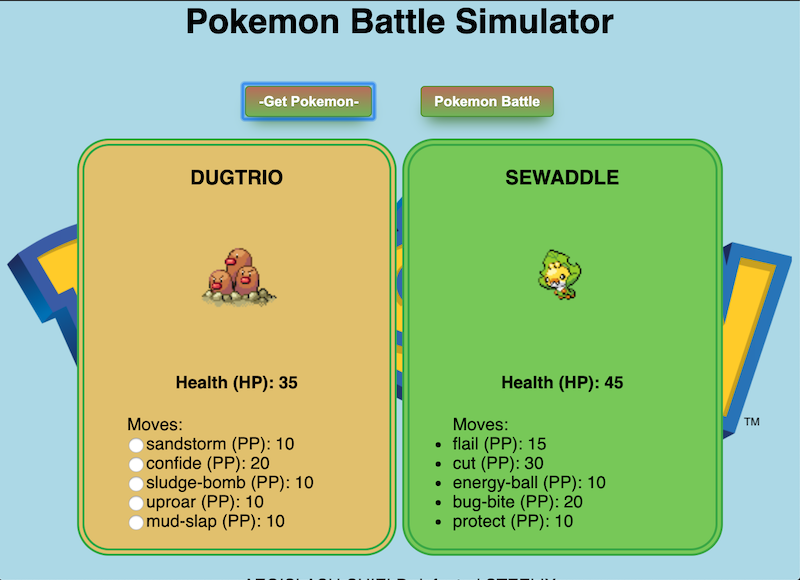 Pokemon Battle Simulator
-Get Pokemon-
Pokemon Battle
DUGTRIO
Health (HP): 35
Moves:
sandstorm (PP): 10
confide (PP): 20
sludge-bomb (PP): 10
uproar (PP): 10
mud-slap (PP): 10
SEWADDLE
Health (HP): 45
Moves:
flail (PP): 15
cut (PP): 30
energy-ball (PP): 10
bug-bite (PP): 20
protect (PP): 10
TM